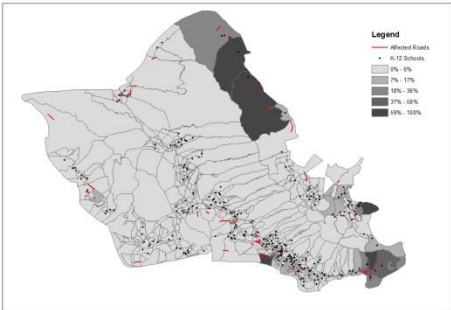 Legend
Affected Roads
K-12 Schools
0% - 6%
7% - 17%
18% - 36%
37% - 58%
59% - 100%